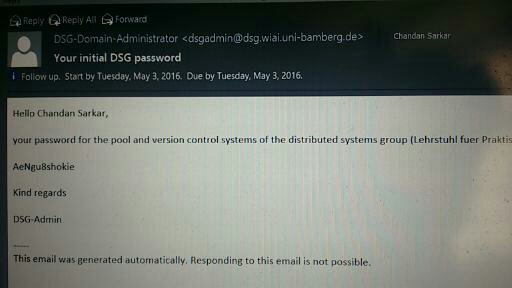 Reply Reply All Forward
DSG-Domain-Administrator <dsgadmin@dsg.wiai.uni-bamberg.de> Chandan Sarkar
Your initial DSG password
Follow up. Start by Tuesday, May 3, 2016. Due by Tuesday, May 3, 2016.
Hello Chandan Sarkar,
your password for the pool and version control systems of the distributed systems group (Lehrstuhl fuer Praktis
AeNgu8shokie
Kind regards
DSG-Admin
This email was generated automatically. Responding to this email is not possible.